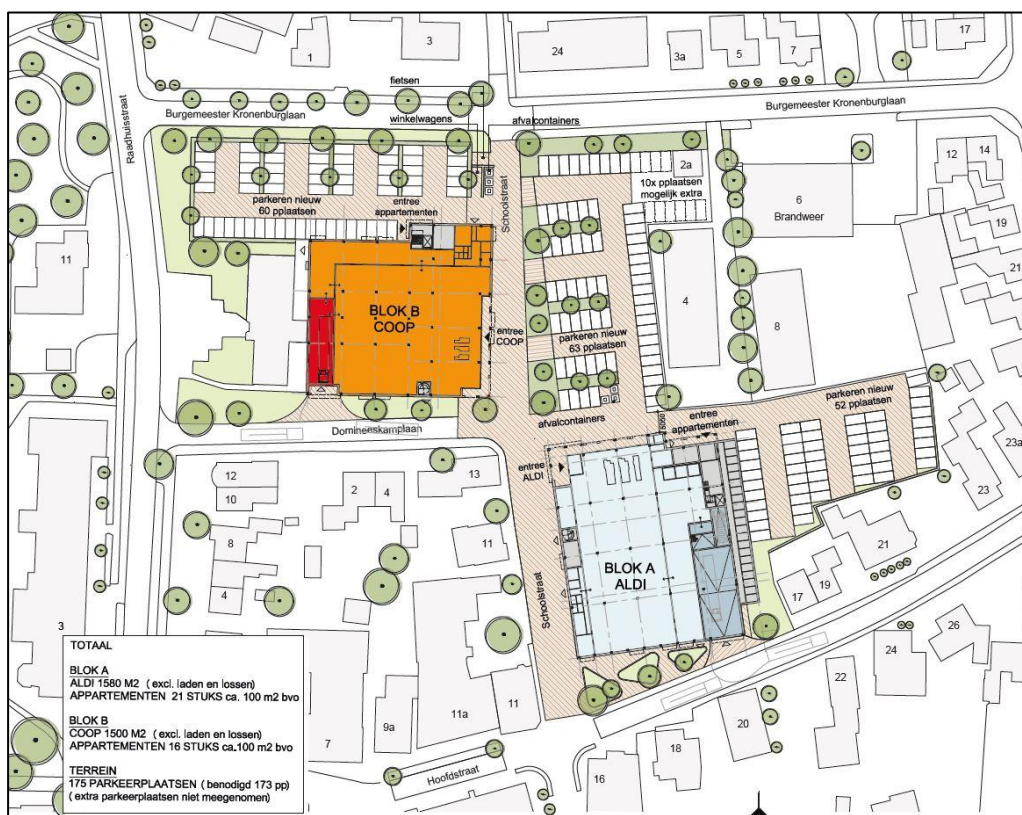 1
3
24
3a
5
7
17
fietsen
Burgemeester Kronenburglaan
winkelwagens
afvalcontainers
Burgemeester Kronenburglaan
Raadhuisstraat
Schoolstraat
2a
12
14
10x pplaatsen
mogelijk extra
parkeren nieuw
60 pplaatsen
entree
appartementen
6
Brandweer
19
21
11
BLOK B
COOP
entree
COOP
4
8
parkeren nieuw
63 pplaatsen
parkeren nieuw
52 pplaatsen
afvalcontainers
entree
appartementen
5050
Domineeskamplaan
entree
ALDI
12
10
2
4
13
23a
23
8
11
4
21
BLOK A
ALDI
17
19
Schoolstraat
3
26
24
22
20
18
16
11
11a
9a
7
Hoofdstraat
TOTAAL
BLOK A
ALDI 1580 M2 ( excl. laden en lossen)
APPARTEMENTEN 21 STUKS ca. 100 m2 bvo
BLOK B
COOP 1500 M2 ( excl. laden en lossen)
APPARTEMENTEN 16 STUKS ca.100 m2 bvo
TERREIN
175 PARKEERPLAATSEN ( benodigd 173 pp)
( extra parkeerplaatsen niet meegenomen)